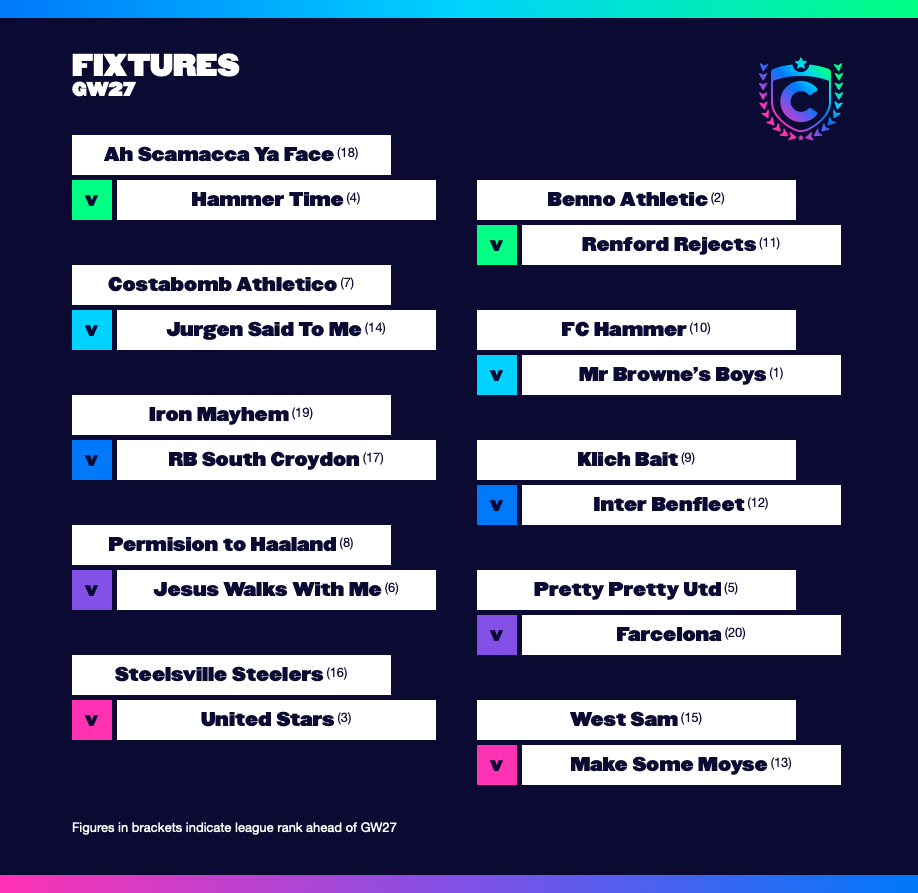 FIXTURES
GW27
Ah Scamacca Ya Face (18)
v Hammer Time (4)
Costabomb Athletico (7)
v Jurgen Said To Me (14)
Iron Mayhem (19)
v RB South Croydon (17)
Permision to Haaland (8)
v Jesus Walks With Me (6)
Steelsville Steelers (16)
v United Stars (3)
C
Benno Athletic (2)
v Renford Rejects (11)
FC Hammer (10)
v Mr Browne’s Boys (1)
Klich Bait (9)
v Inter Benfleet (12)
Pretty Pretty Utd (5)
v Farcelona (20)
West Sam (15)
v Make Some Moyse (13)
Figures in brackets indicate league rank ahead of GW27